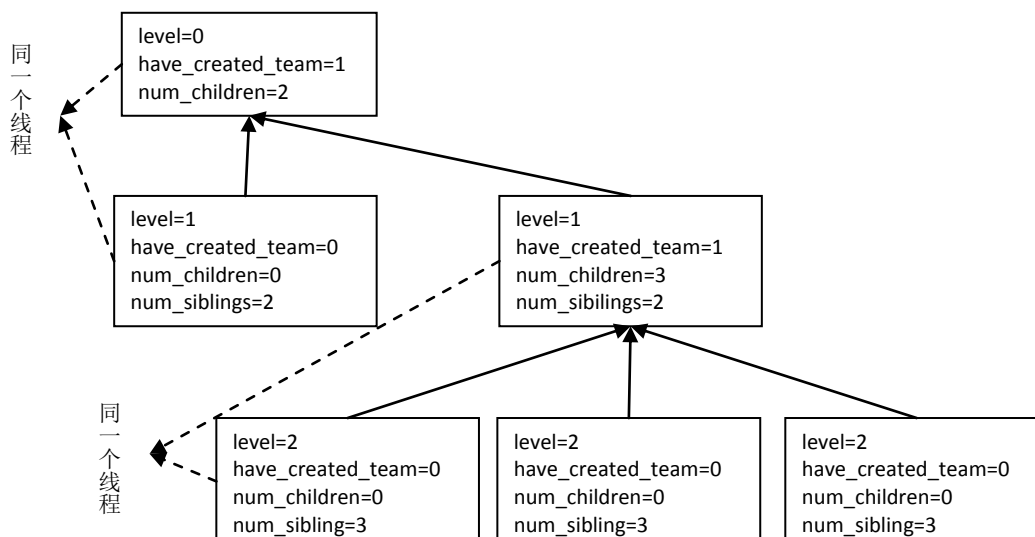 同一个线程
level=0
have_created_team=1
num_children=2
level=1
have_created_team=0
num_children=0
num_siblings=2
level=1
have_created_team=1
num_children=3
num_sibilings=2
同一个线程
level=2
have_created_team=0
num_children=0
num_sibling=3
level=2
have_created_team=0
num_children=0
num_sibling=3
level=2
have_created_team=0
num_children=0
num_sibling=3